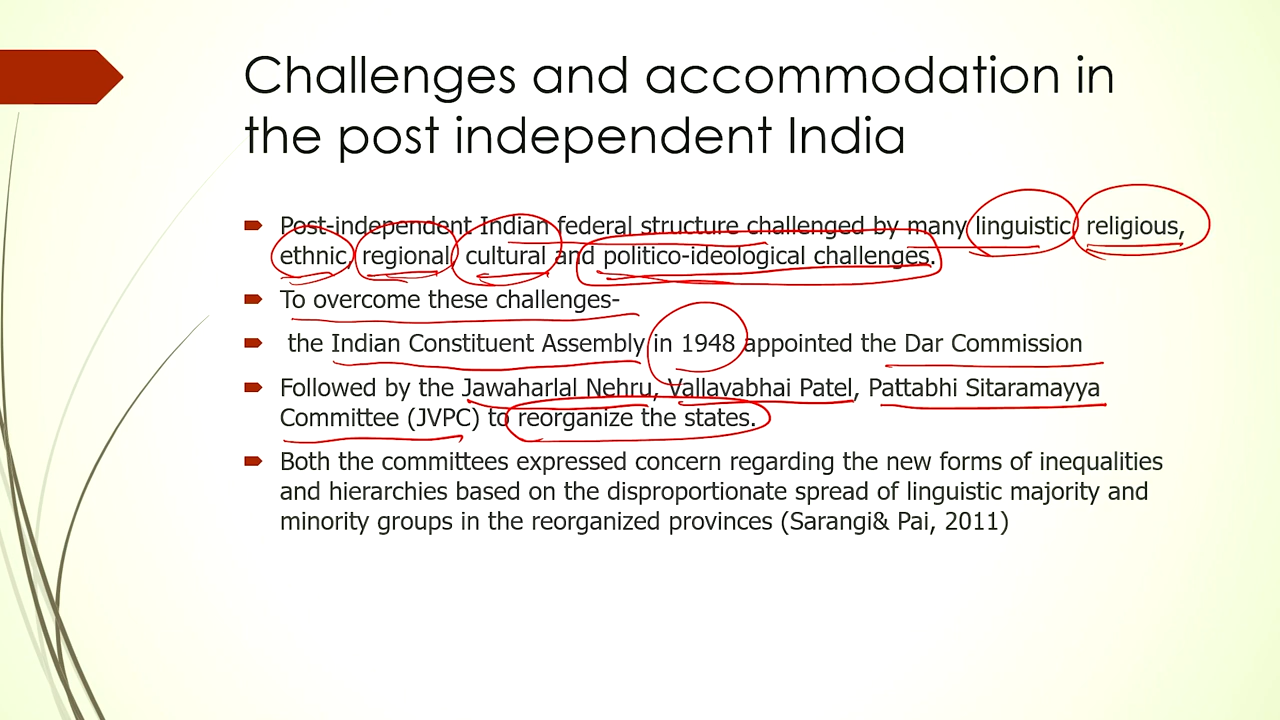 Challenges and accommodation in
the post independent India
Post-independent Indian federal structure challenged by many linguistic, religious,
ethnic, regional, cultural and politico-ideological challenges.
To overcome these challenges-
the Indian Constituent Assembly in 1948 appointed the Dar Commission
Followed by the Jawaharlal Nehru, Vallavabhai Patel, Pattabhi Sitaramayya
Committee (JVPC) to reorganize the states.
Both the committees expressed concern regarding the new forms of inequalities
and hierarchies based on the disproportionate spread of linguistic majority and
minority groups in the reorganized provinces (Sarangi& Pai, 2011)